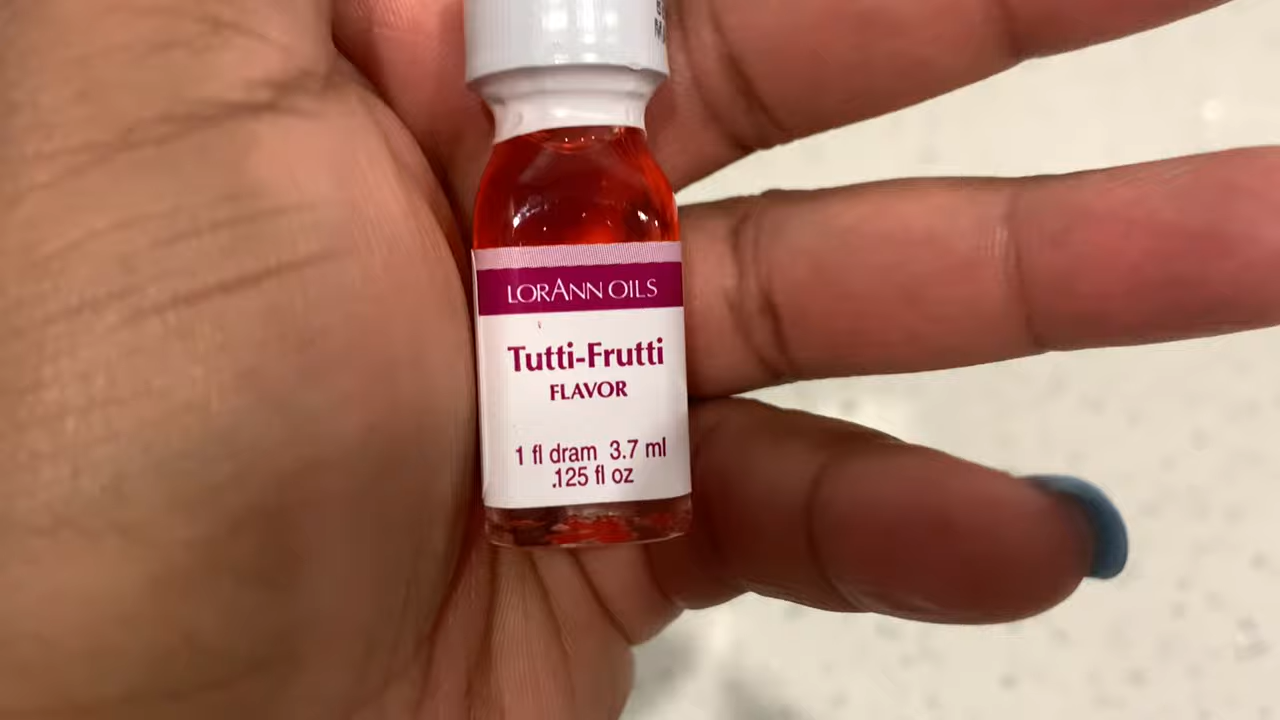 LORANN OILS
Tutti-Frutti
FLAVOR
1 fl dram 3.7 ml
.125 fl oz